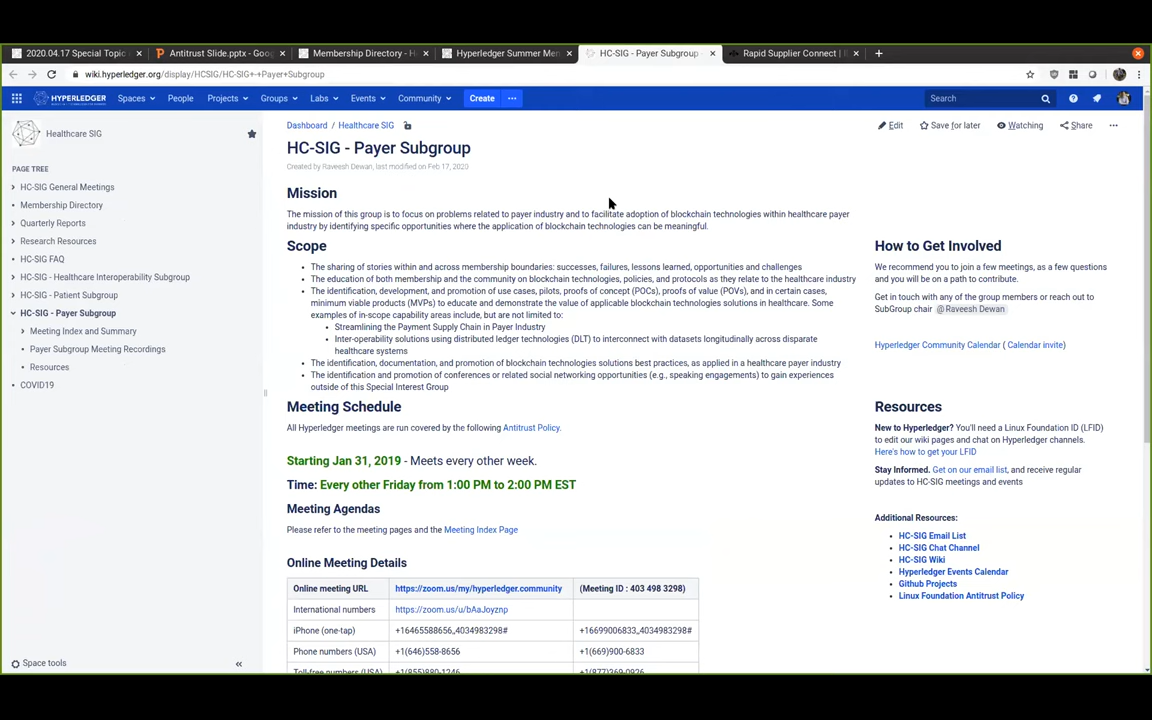 2020.04.17 Special Topic
Antitrust Slide.pptx - Goo
Membership Directory - H
Hyperledger Summer Men
HC-SIG - Payer Subgroup
Rapid Supplier Connect |
wiki.hyperledger.org/display/HCSIG/HC-SIG+-+Payer+Subgroup
HYPERLEDGER
Spaces
People
Projects
Groups
Labs
Events
Community
Create
Search
Healthcare SIG
PAGE TREE
HC-SIG General Meetings
Membership Directory
Quarterly Reports
Research Resources
HC-SIG FAQ
HC-SIG - Healthcare Interoperability Subgroup
HC-SIG - Patient Subgroup
HC-SIG - Payer Subgroup
Meeting Index and Summary
Payer Subgroup Meeting Recordings
Resources
COVID19
Space tools
Dashboard / Healthcare SIG
Edit
Save for later
Watching
Share
HC-SIG - Payer Subgroup
Created by Raveesh Dewan, last modified on Feb 17, 2020
Mission
The mission of this group is to focus on problems related to payer industry and to facilitate adoption of blockchain technologies within healthcare payer
industry by identifying specific opportunities where the application of blockchain technologies can be meaningful.
Scope
The sharing of stories within and across membership boundaries: successes, failures, lessons learned, opportunities and challenges
The education of both membership and the community on blockchain technologies, policies, and protocols as they relate to the healthcare industry
The identification, development, and promotion of use cases, pilots, proofs of concept (POCs), proofs of value (POVs), and in certain cases,
minimum viable products (MVPs) to educate and demonstrate the value of applicable blockchain technologies solutions in healthcare. Some
examples of in-scope capability areas include, but are not limited to:
Streamlining the Payment Supply Chain in Payer Industry
Inter-operability solutions using distributed ledger technologies (DLT) to interconnect with datasets longitudinally across disparate
healthcare systems
The identification, documentation, and promotion of blockchain technologies solutions best practices, as applied in a healthcare payer industry
The identification and promotion of conferences or related social networking opportunities (e.g., speaking engagements) to gain experiences
outside of this Special Interest Group
How to Get Involved
We recommend you to join a few meetings, as a few questions
and you will be on a path to contribute.
Get in touch with any of the group members or reach out to
SubGroup chair @Raveesh Dewan
Hyperledger Community Calendar ( Calendar invite)
Meeting Schedule
All Hyperledger meetings are run covered by the following Antitrust Policy.
Starting Jan 31, 2019 - Meets every other week.
Time: Every other Friday from 1:00 PM to 2:00 PM EST
Meeting Agendas
Please refer to the meeting pages and the Meeting Index Page
Resources
New to Hyperledger? You'll need a Linux Foundation ID (LFID)
to edit our wiki pages and chat on Hyperledger channels.
Here's how to get your LFID
Stay Informed. Get on our email list, and receive regular
updates to HC-SIG meetings and events
Additional Resources:
HC-SIG Email List
HC-SIG Chat Channel
HC-SIG Wiki
Hyperledger Events Calendar
Github Projects
Linux Foundation Antitrust Policy
Online Meeting Details
Online meeting URL https://zoom.us/my/hyperledger.community (Meeting ID : 403 498 3298)
International numbers https://zoom.us/u/bAaJoyznp
iPhone (one-tap) +16465588656,,4034983298# +16699006833,,4034983298#
Phone numbers (USA) +1(646)558-8656 +1(669)900-6833
Toll-free numbers (USA) +1(855)880-1246 +1(877)369-0926